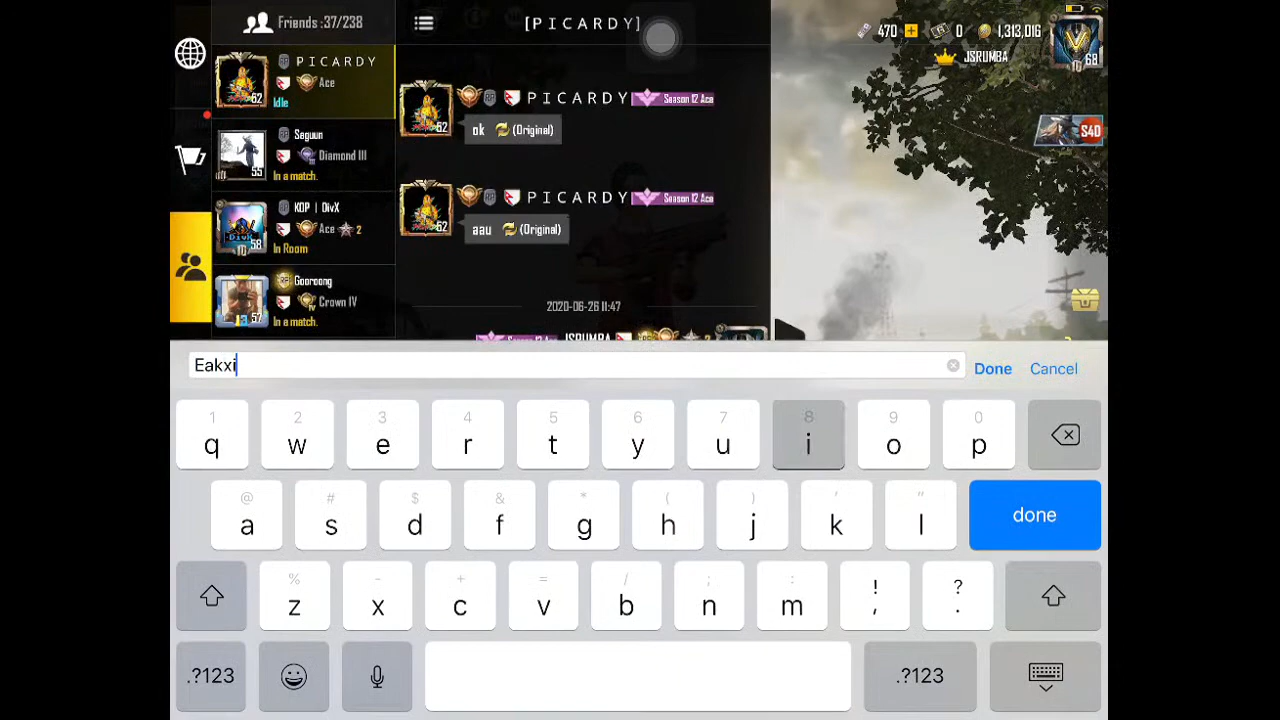 Friends :37/238
[PICARDY]
470
0
1,313,016
JSRUMBA
68
PICARDY
Ace
Idle
62
Saguun
Diamond III
In a match.
55
KOP | DivX
Ace 2
In Room
58
Gooroong
Crown IV
In a match.
57
PICARDY Season 12 Ace
ok (Original)
62
PICARDY Season 12 Ace
aau (Original)
62
2020-06-26 11:47
JSRUMBA
S4D
Eakxi
Done
Cancel
1 2 3 4 5 6 7 8 9 0
q w e r t y u i o p
@ # $ & * ( ) ' "
a s d f g h j k l done
% - + = / ; : ! ?
z x c v b n m , .
.?123 .?123